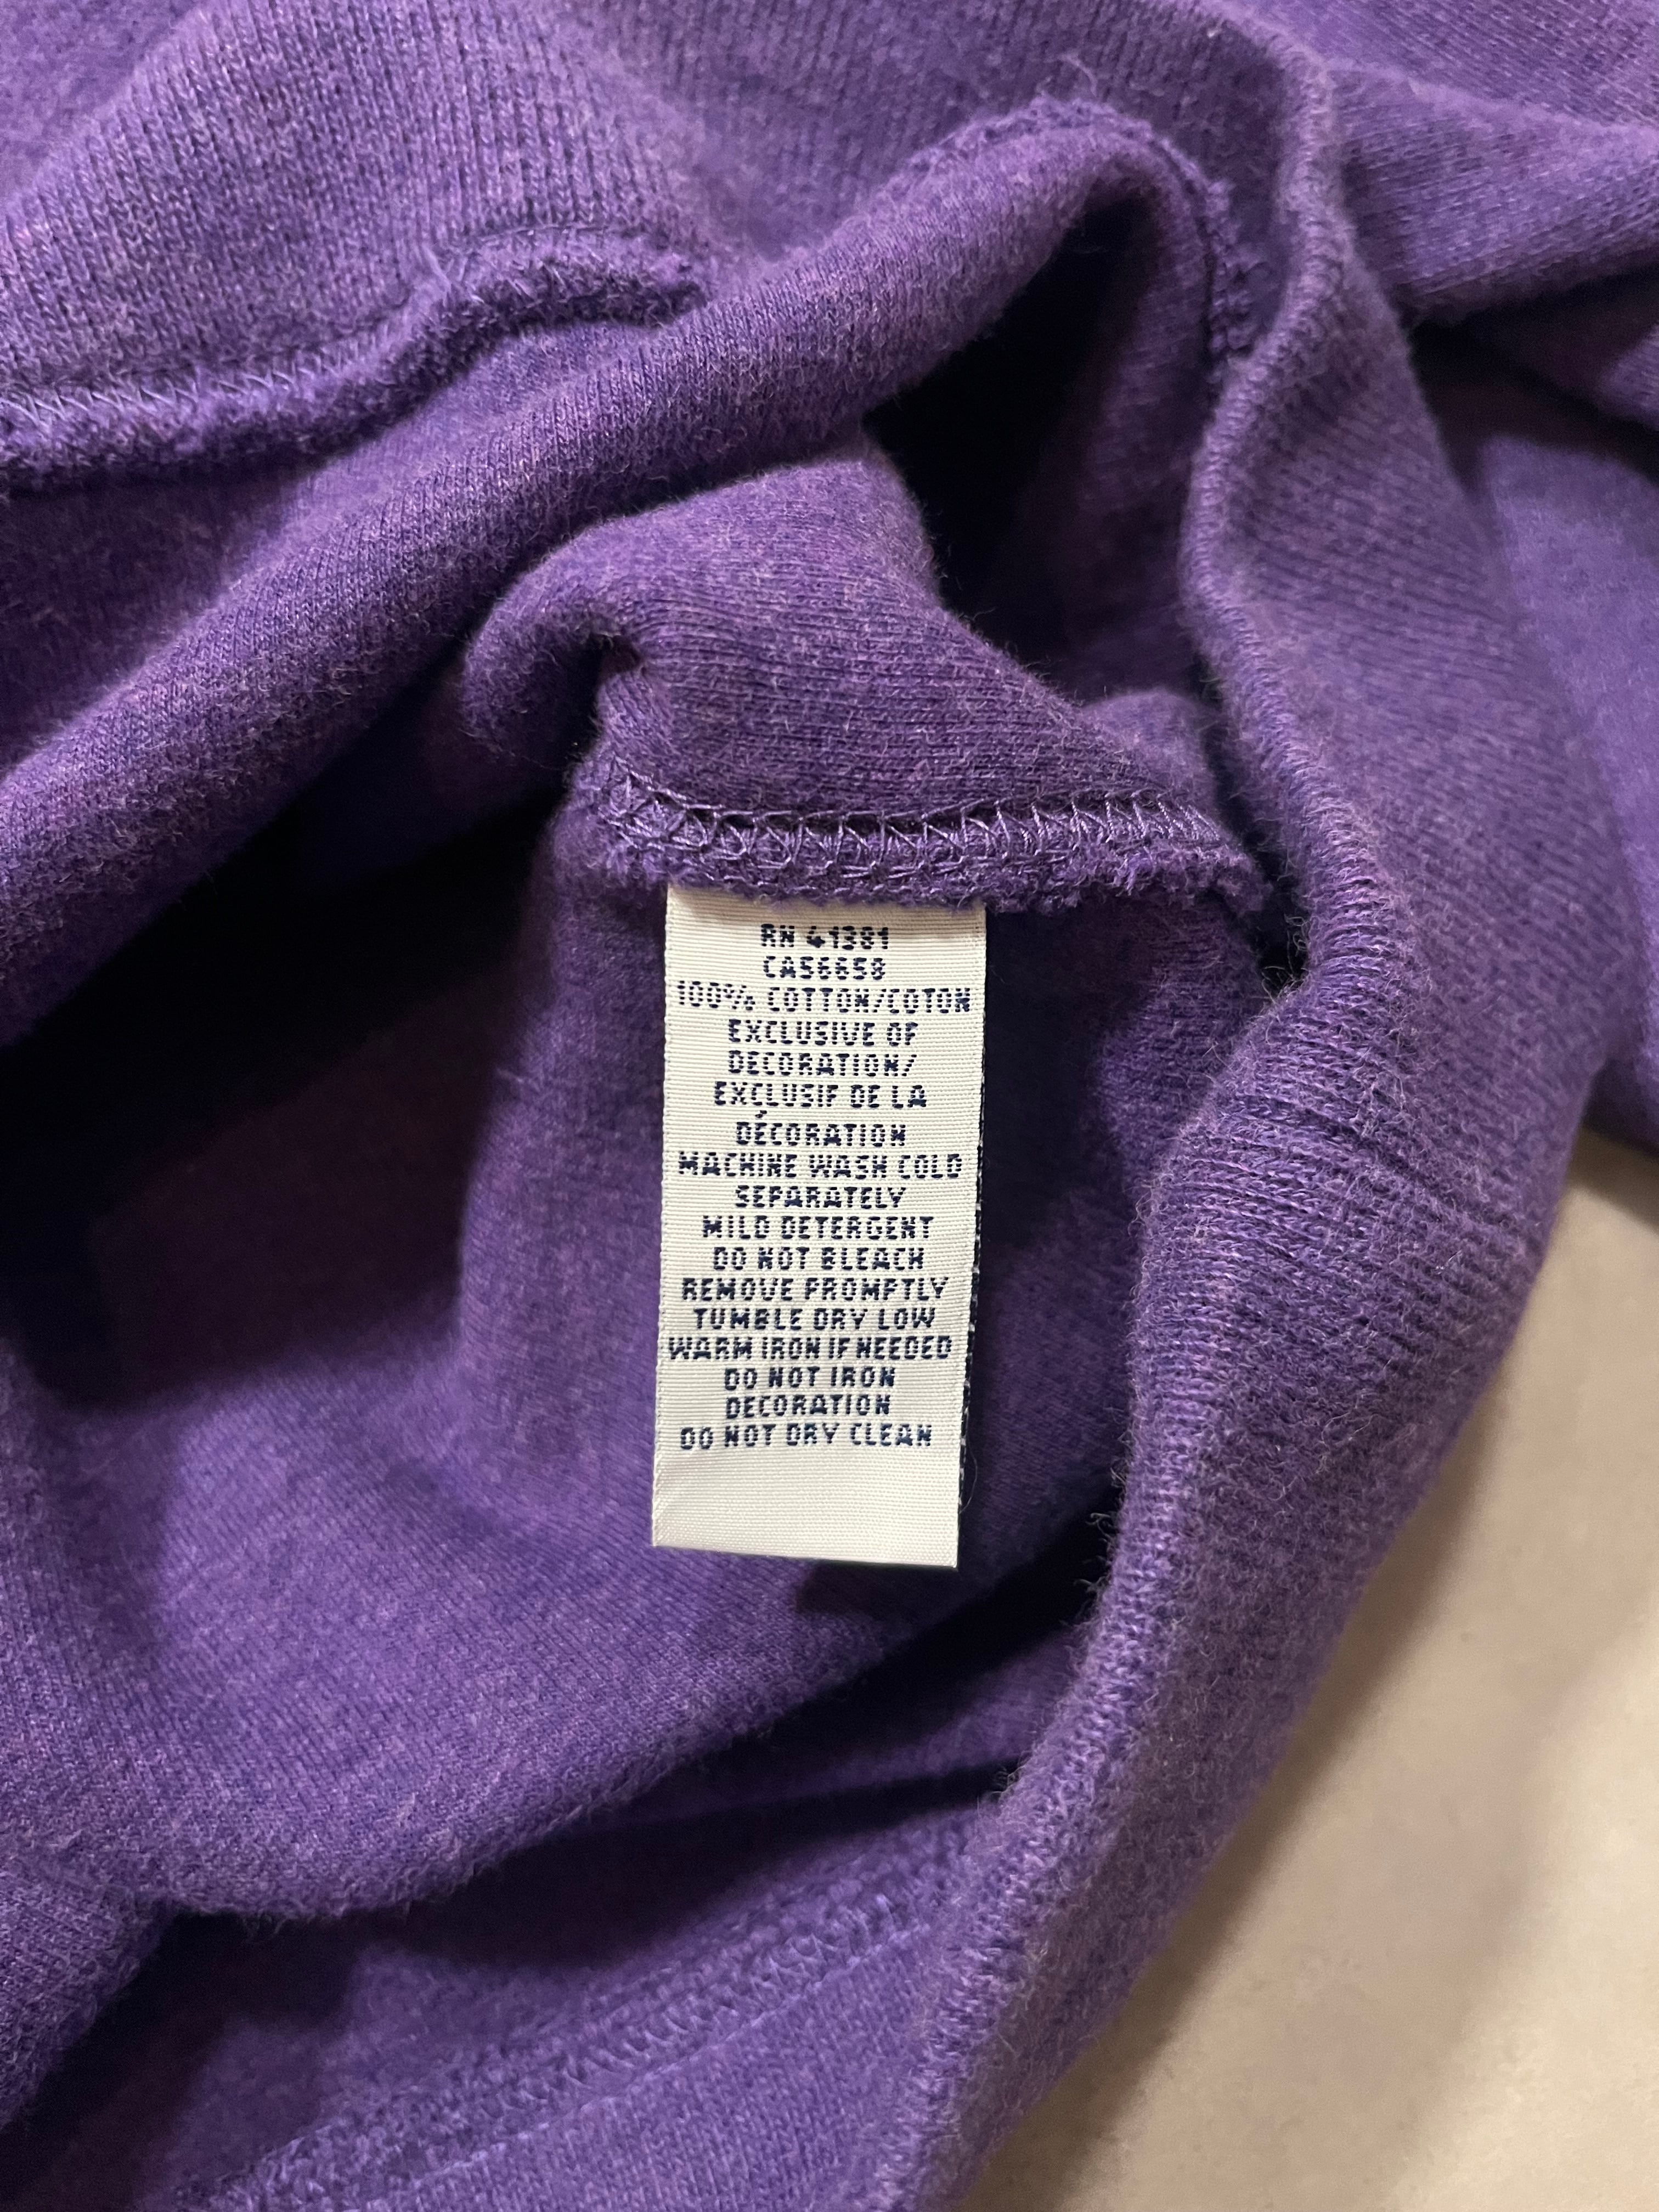 RN 41381
CA56658
100% COTTON/COTON
EXCLUSIVE OF
DECORATION/
EXCLUSIF DE LA
DÉCORATION
MACHINE WASH COLD
SEPARATELY
MILD DETERGENT
DO NOT BLEACH
REMOVE PROMPTLY
TUMBLE DRY LOW
WARM IRON IF NEEDED
DO NOT IRON
DECORATION
DO NOT DRY CLEAN